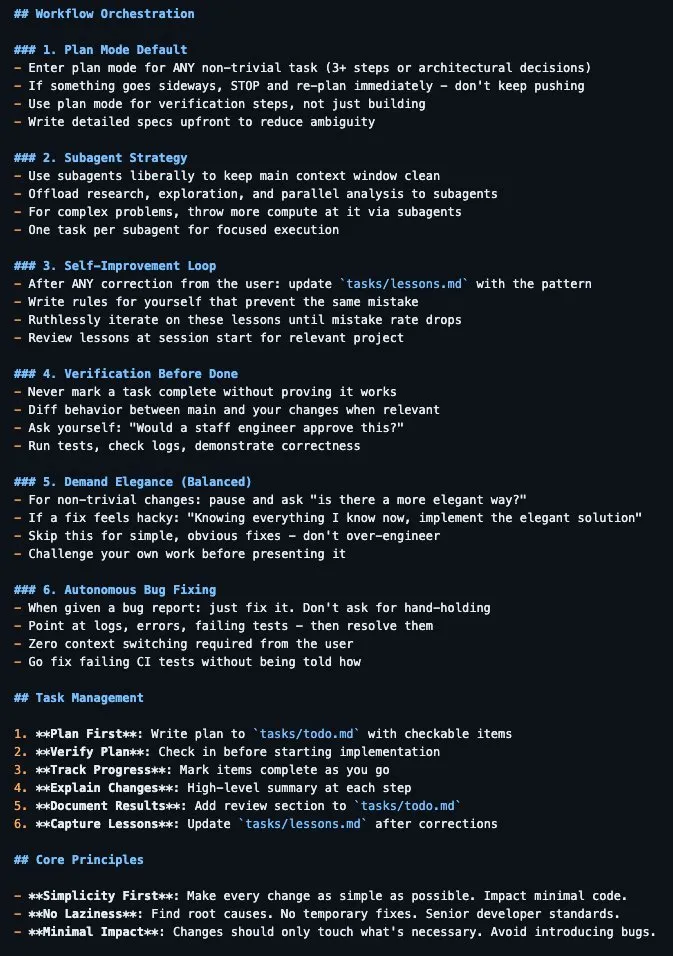 ## Workflow Orchestration
### 1. Plan Mode Default
- Enter plan mode for ANY non-trivial task (3+ steps or architectural decisions)
- If something goes sideways, STOP and re-plan immediately - don't keep pushing
- Use plan mode for verification steps, not just building
- Write detailed specs upfront to reduce ambiguity
### 2. Subagent Strategy
- Use subagents liberally to keep main context window clean
- Offload research, exploration, and parallel analysis to subagents
- For complex problems, throw more compute at it via subagents
- One task per subagent for focused execution
### 3. Self-Improvement Loop
- After ANY correction from the user: update `tasks/lessons.md` with the pattern
- Write rules for yourself that prevent the same mistake
- Ruthlessly iterate on these lessons until mistake rate drops
- Review lessons at session start for relevant project
### 4. Verification Before Done
- Never mark a task complete without proving it works
- Diff behavior between main and your changes when relevant
- Ask yourself: "Would a staff engineer approve this?"
- Run tests, check logs, demonstrate correctness
### 5. Demand Elegance (Balanced)
- For non-trivial changes: pause and ask "is there a more elegant way?"
- If a fix feels hacky: "Knowing everything I know now, implement the elegant solution"
- Skip this for simple, obvious fixes - don't over-engineer
- Challenge your own work before presenting it
### 6. Autonomous Bug Fixing
- When given a bug report: just fix it. Don't ask for hand-holding
- Point at logs, errors, failing tests - then resolve them
- Zero context switching required from the user
- Go fix failing CI tests without being told how
## Task Management
1. **Plan First**: Write plan to `tasks/todo.md` with checkable items
2. **Verify Plan**: Check in before starting implementation
3. **Track Progress**: Mark items complete as you go
4. **Explain Changes**: High-level summary at each step
5. **Document Results**: Add review section to `tasks/todo.md`
6. **Capture Lessons**: Update `tasks/lessons.md` after corrections
## Core Principles
- **Simplicity First**: Make every change as simple as possible. Impact minimal code.
- **No Laziness**: Find root causes. No temporary fixes. Senior developer standards.
- **Minimal Impact**: Changes should only touch what's necessary. Avoid introducing bugs.